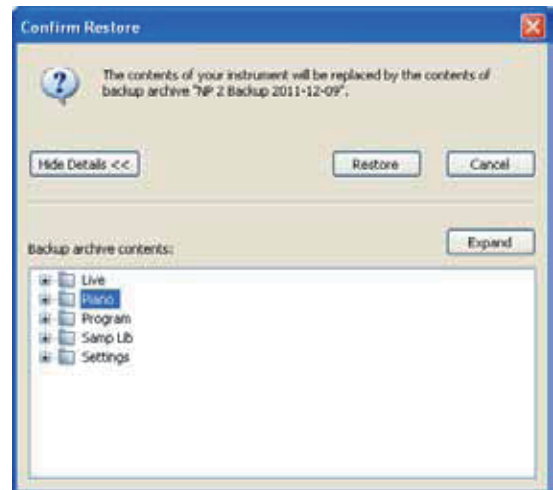 Confirm Restore
The contents of your instrument will be replaced by the contents of
backup archive "NP 2 Backup 2011-12-09".
Hide Details << Restore Cancel
Expand
Backup archive contents:
Live
Piano
Program
Samp Lib
Settings